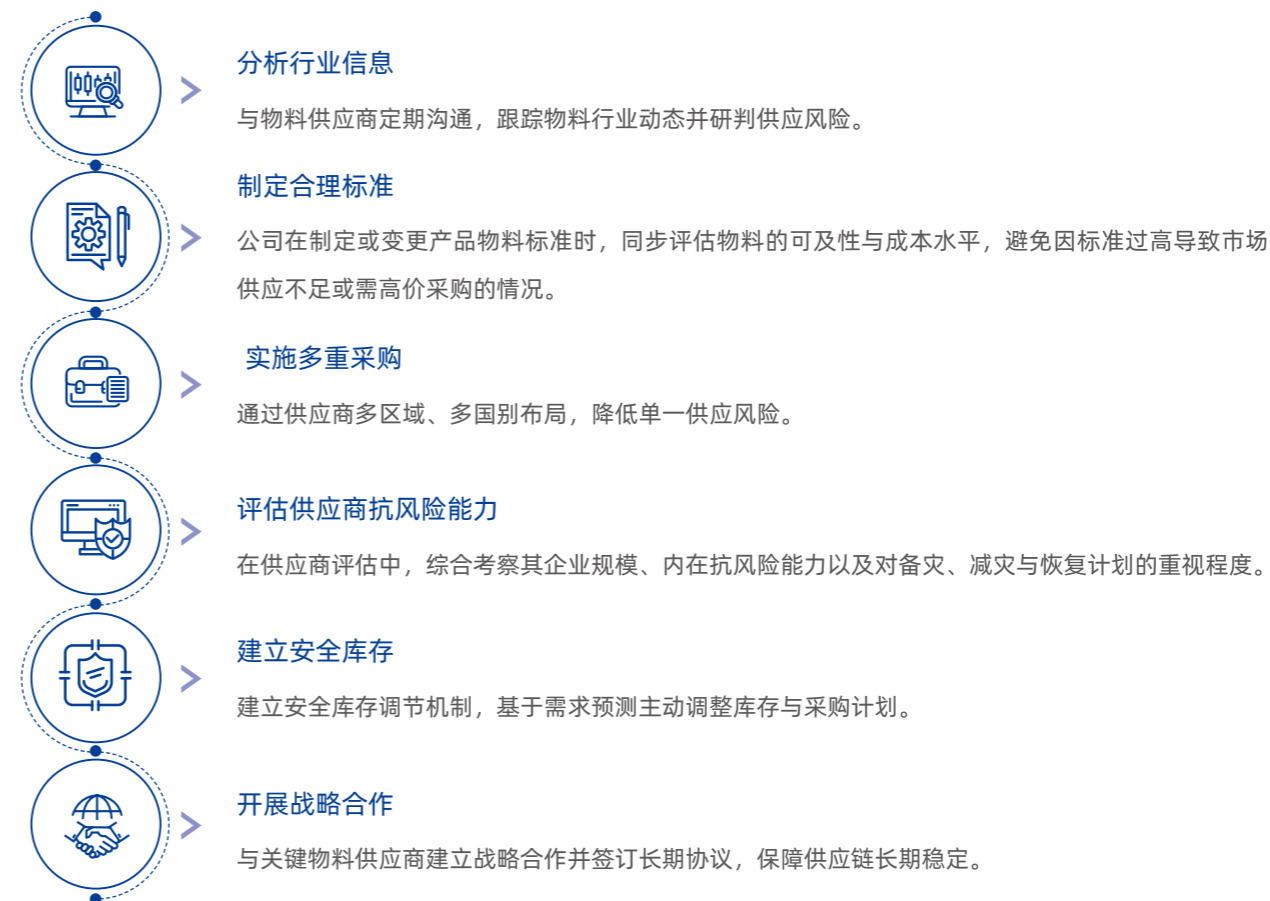 分析行业信息
与物料供应商定期沟通，跟踪物料行业动态并研判供应风险。
制定合理标准
公司在制定或变更产品物料标准时，同步评估物料的可及性与成本水平，避免因标准过高导致市场
供应不足或需高价采购的情况。
实施多重采购
通过供应商多区域、多国别布局，降低单一供应风险。
评估供应商抗风险能力
在供应商评估中，综合考察其企业规模、内在抗风险能力以及对备灾、减灾与恢复计划的重视程度。
建立安全库存
建立安全库存调节机制，基于需求预测主动调整库存与采购计划。
开展战略合作
与关键物料供应商建立战略合作并签订长期协议，保障供应链长期稳定。